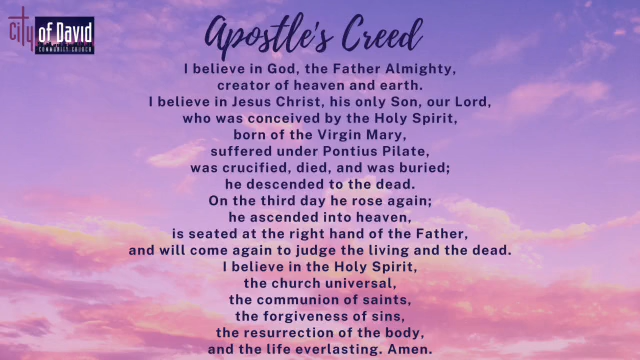 City of David
COMMUNITY CHURCH
Apostle's Creed
I believe in God, the Father Almighty,
creator of heaven and earth.
I believe in Jesus Christ, his only Son, our Lord,
who was conceived by the Holy Spirit,
born of the Virgin Mary,
suffered under Pontius Pilate,
was crucified, died, and was buried;
he descended to the dead.
On the third day he rose again;
he ascended into heaven,
is seated at the right hand of the Father,
and will come again to judge the living and the dead.
I believe in the Holy Spirit,
the church universal,
the communion of saints,
the forgiveness of sins,
the resurrection of the body,
and the life everlasting. Amen.